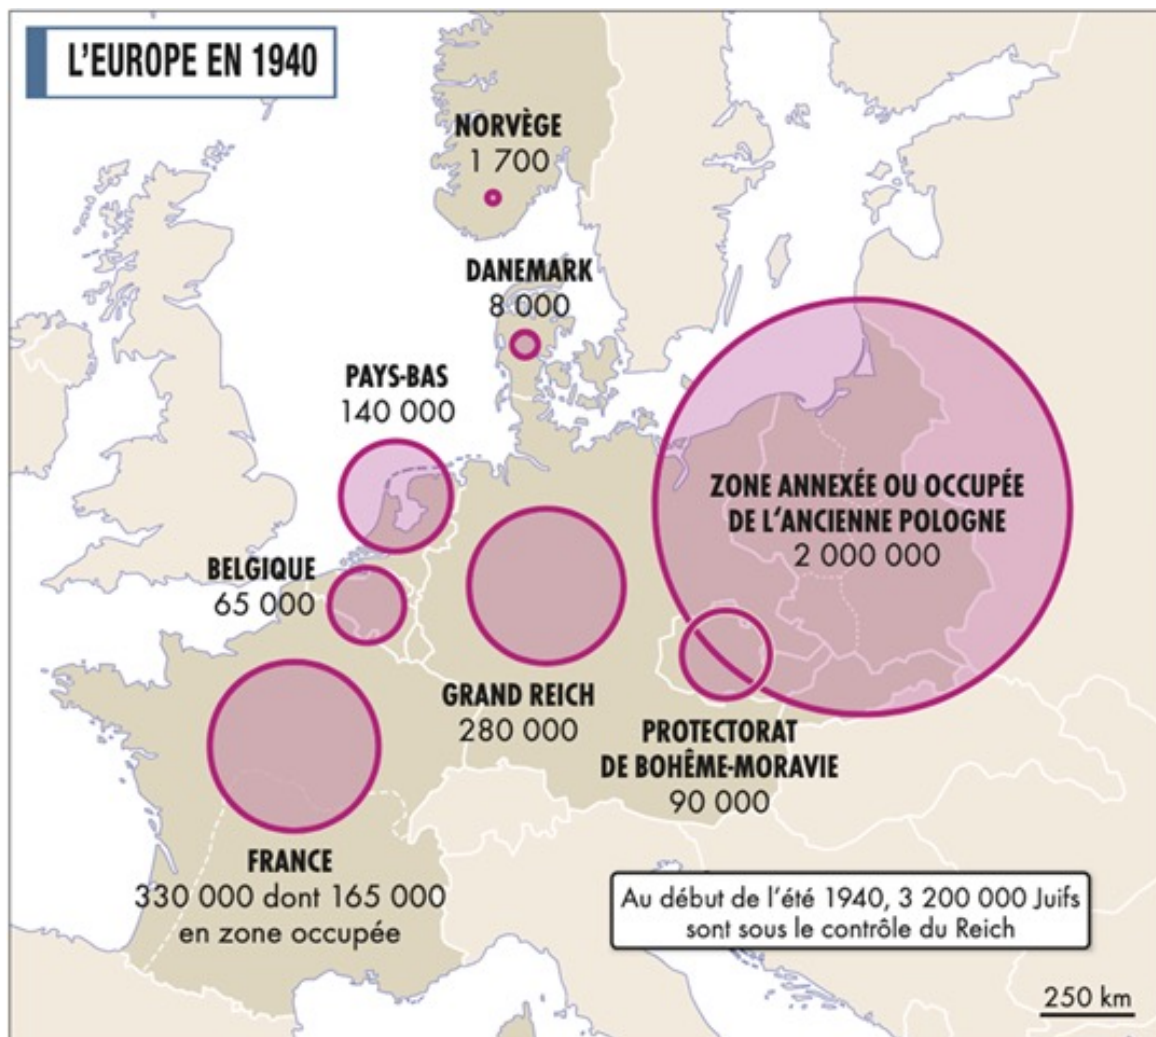 L'EUROPE EN 1940
NORVÈGE
1 700
DANEMARK
8 000
PAYS-BAS
140 000
ZONE ANNEXÉE OU OCCUPÉE
DE L'ANCIENNE POLOGNE
2 000 000
BELGIQUE
65 000
GRAND REICH
280 000
PROTECTORAT
DE BOHÊME-MORAVIE
90 000
FRANCE
330 000 dont 165 000
en zone occupée
Au début de l'été 1940, 3 200 000 Juifs
sont sous le contrôle du Reich
250 km